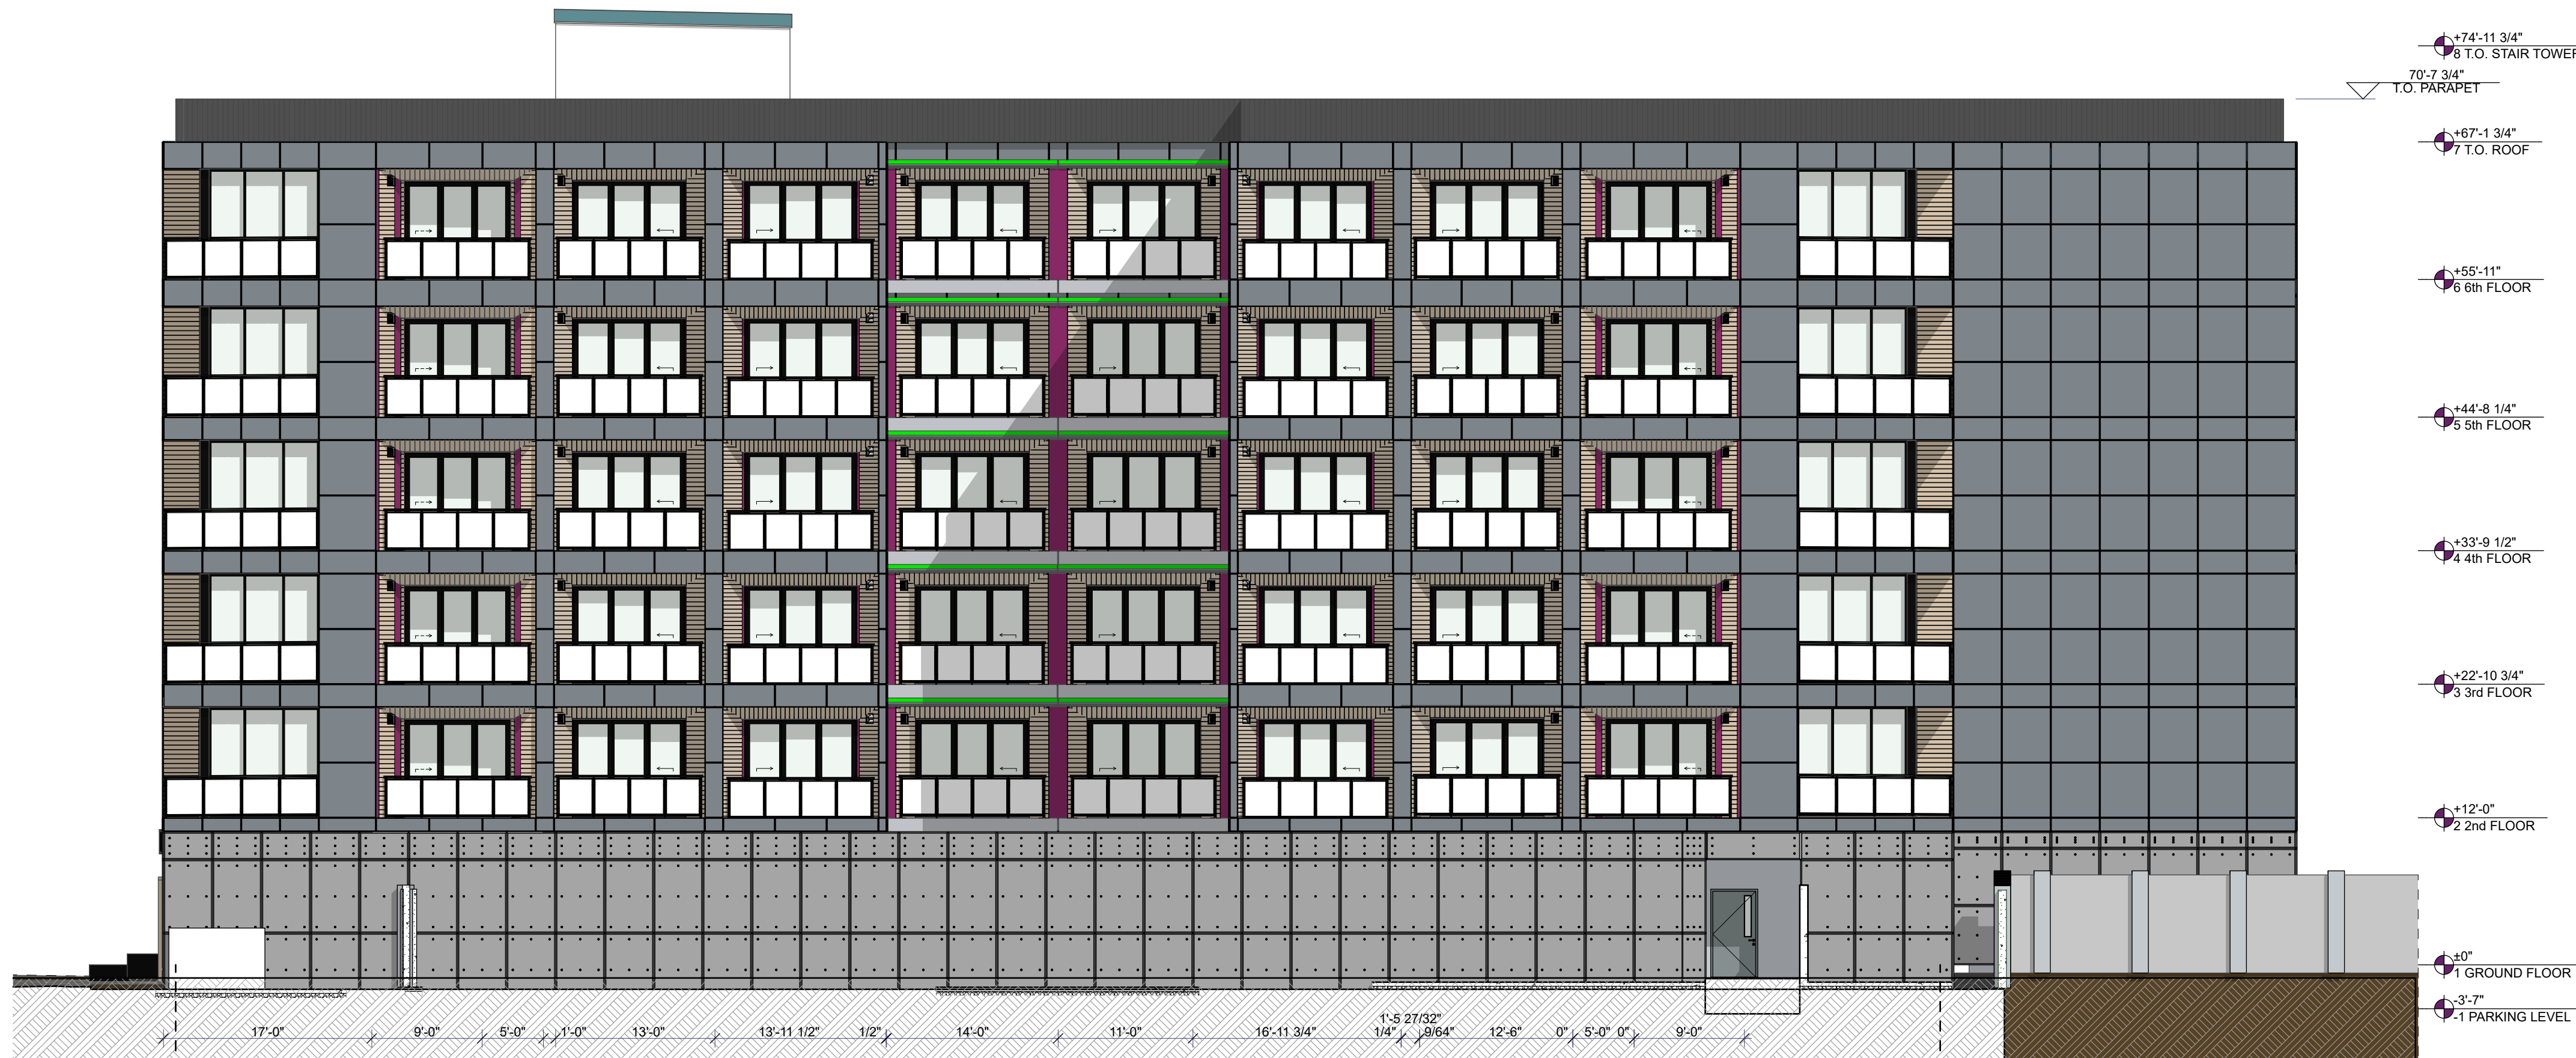 +74'-11 3/4"
8 T.O. STAIR TOWER
70'-7 3/4"
T.O. PARAPET
+67'-1 3/4"
7 T.O. ROOF
+55'-11"
6 6th FLOOR
+44'-8 1/4"
5 5th FLOOR
+33'-9 1/2"
4 4th FLOOR
+22'-10 3/4"
3 3rd FLOOR
+12'-0"
2 2nd FLOOR
±0"
1 GROUND FLOOR
-3'-7"
-1 PARKING LEVEL
1'-5 27/32"
17'-0" 9'-0" 5'-0" 1'-0" 13'-0" 13'-11 1/2" 1/2" 14'-0" 11'-0" 16'-11 3/4" 1/4" 9/64" 12'-6" 0" 5'-0" 0" 9'-0"